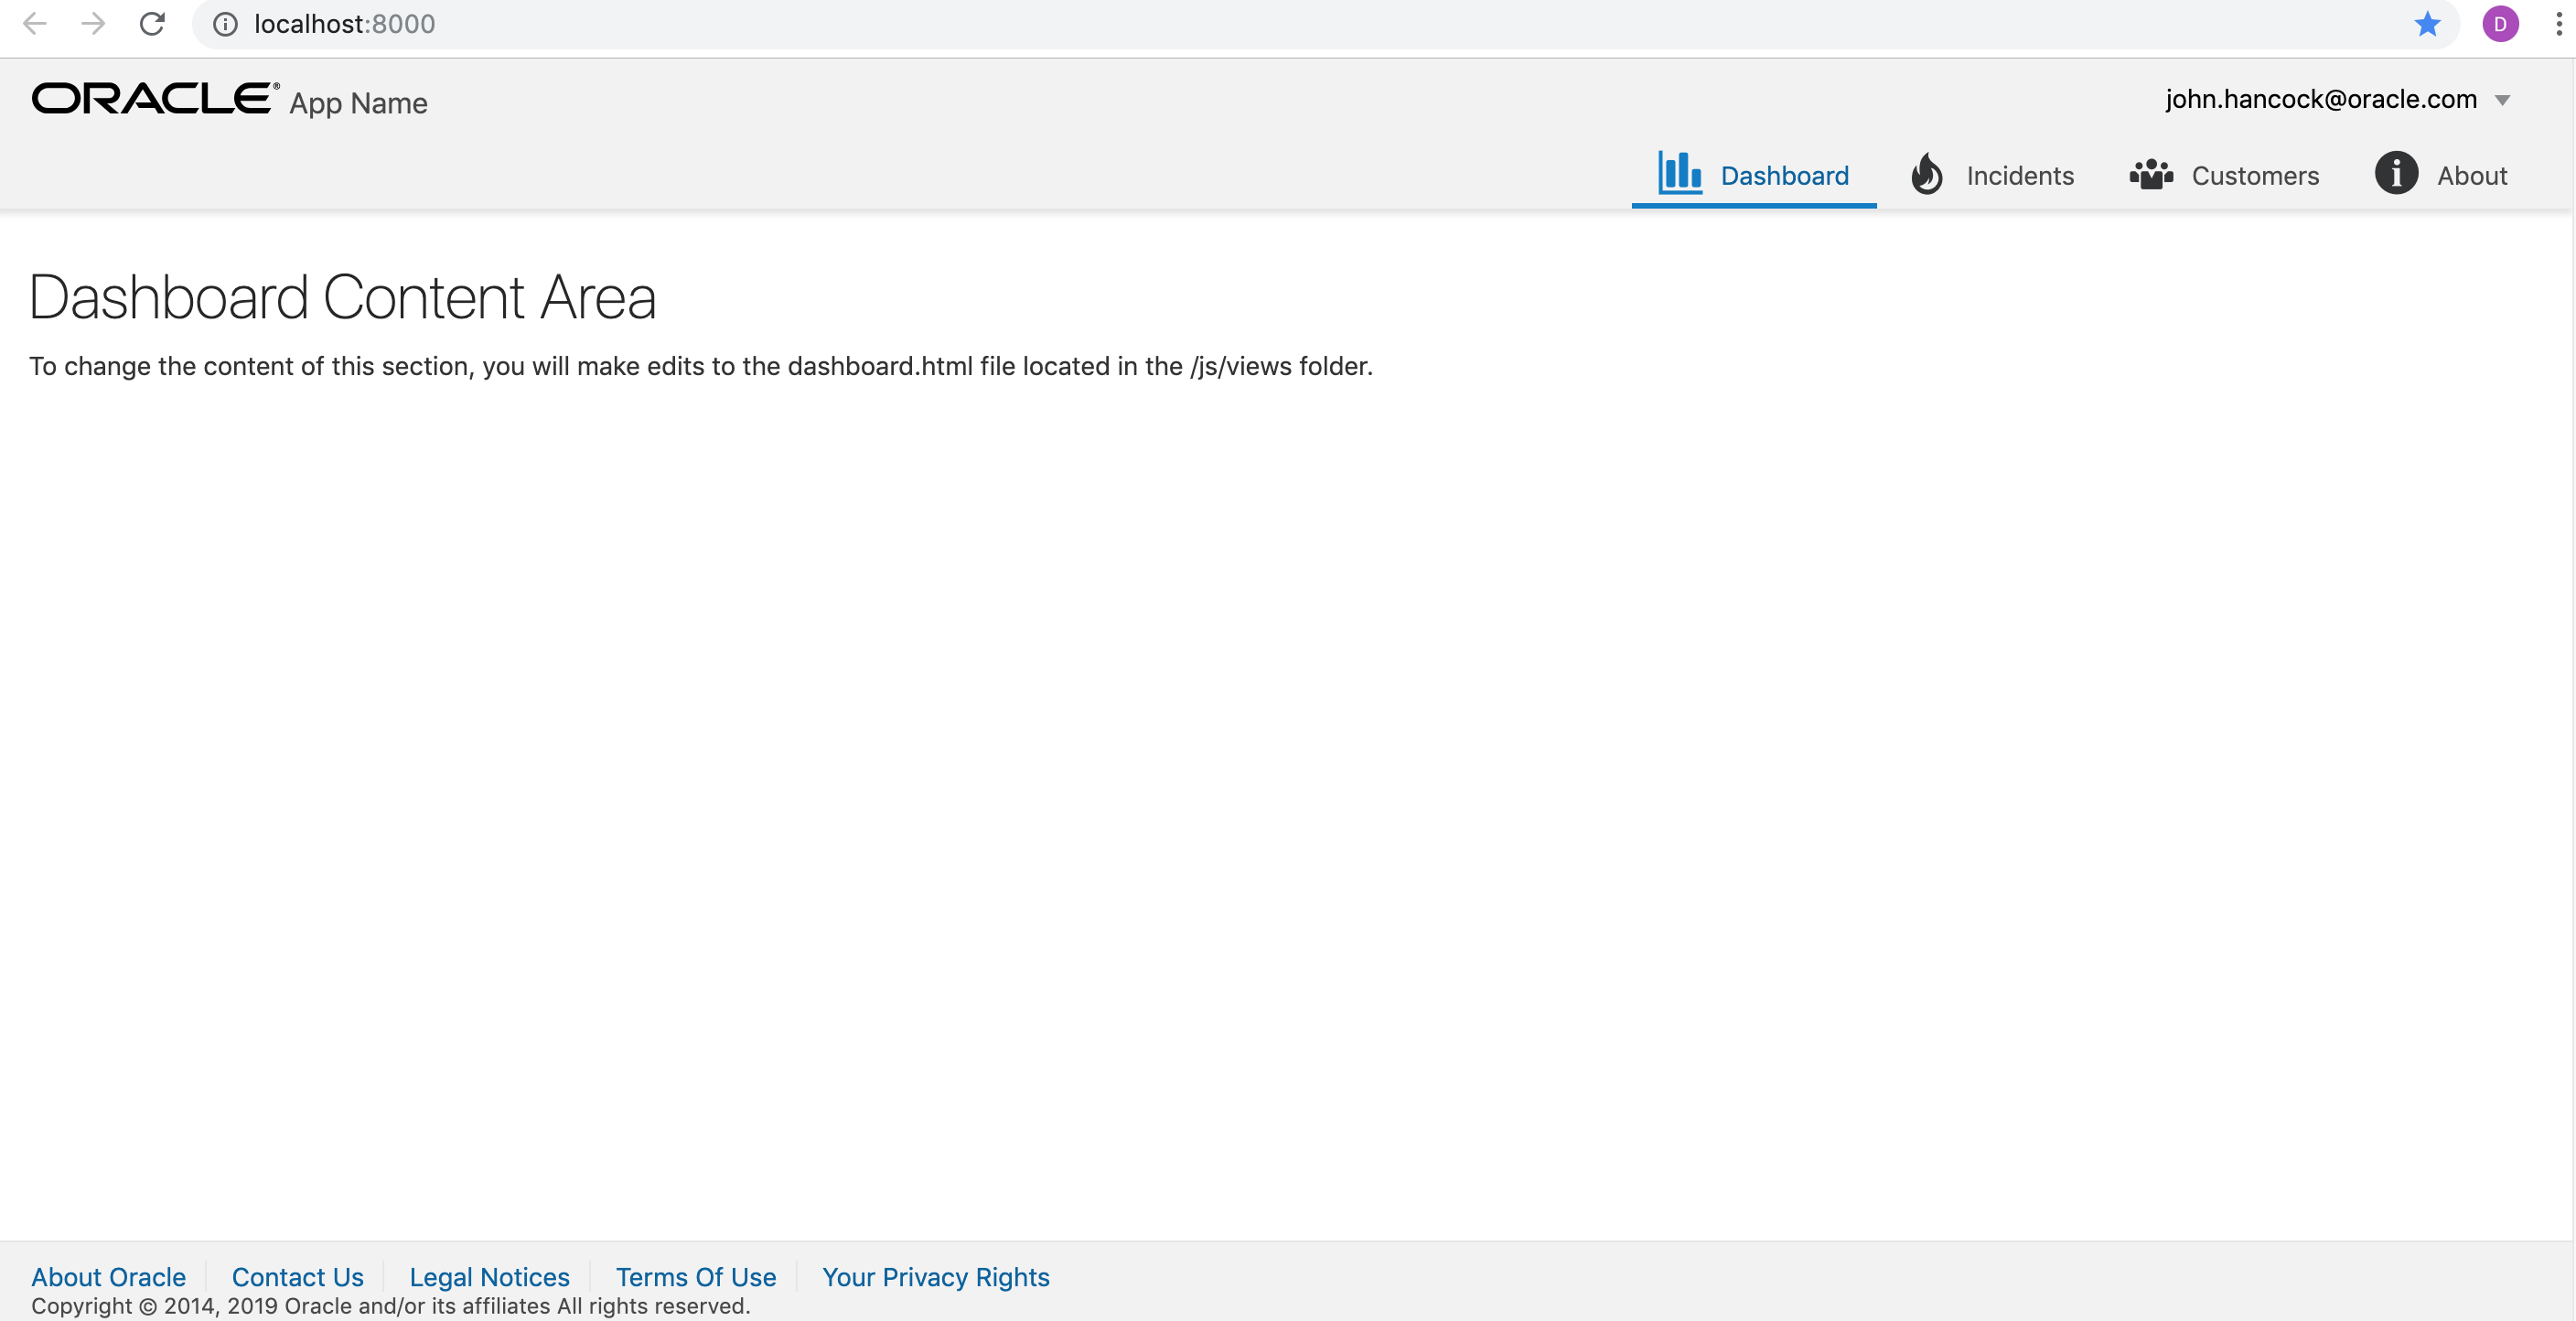 localhost:8000
D
ORACLE® App Name
john.hancock@oracle.com
Dashboard Incidents Customers About
Dashboard Content Area
To change the content of this section, you will make edits to the dashboard.html file located in the /js/views folder.
About Oracle Contact Us Legal Notices Terms Of Use Your Privacy Rights
Copyright © 2014, 2019 Oracle and/or its affiliates All rights reserved.